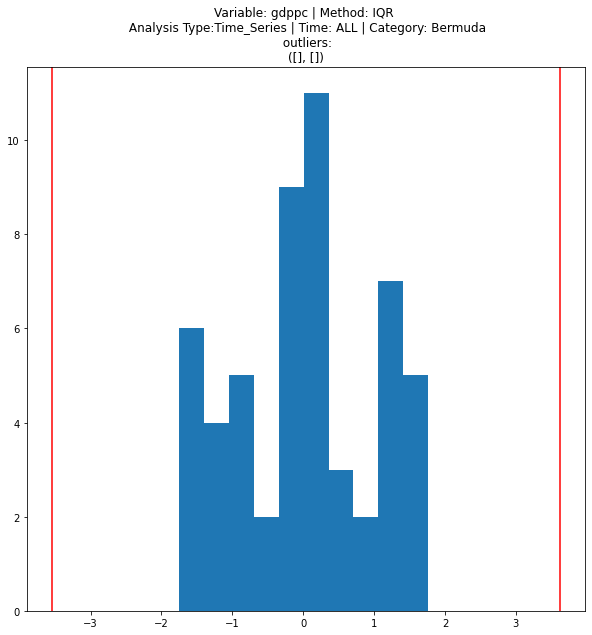 Variable: gdppc | Method: IQR
Analysis Type:Time_Series | Time: ALL | Category: Bermuda
outliers:
([], [])
10
8
6
4
2
0
−3 −2 −1 0 1 2 3